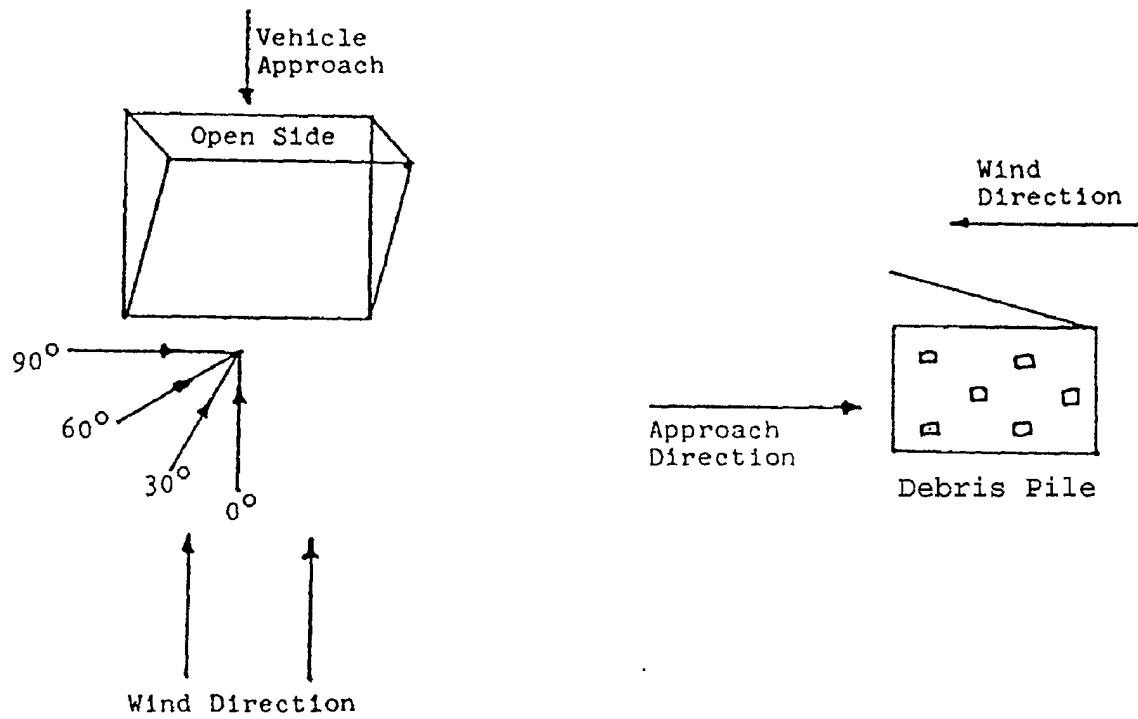 Vehicle
Approach
Open Side
90°
60°
30°
0°
Wind Direction
Wind
Direction
Approach
Direction
Debris Pile